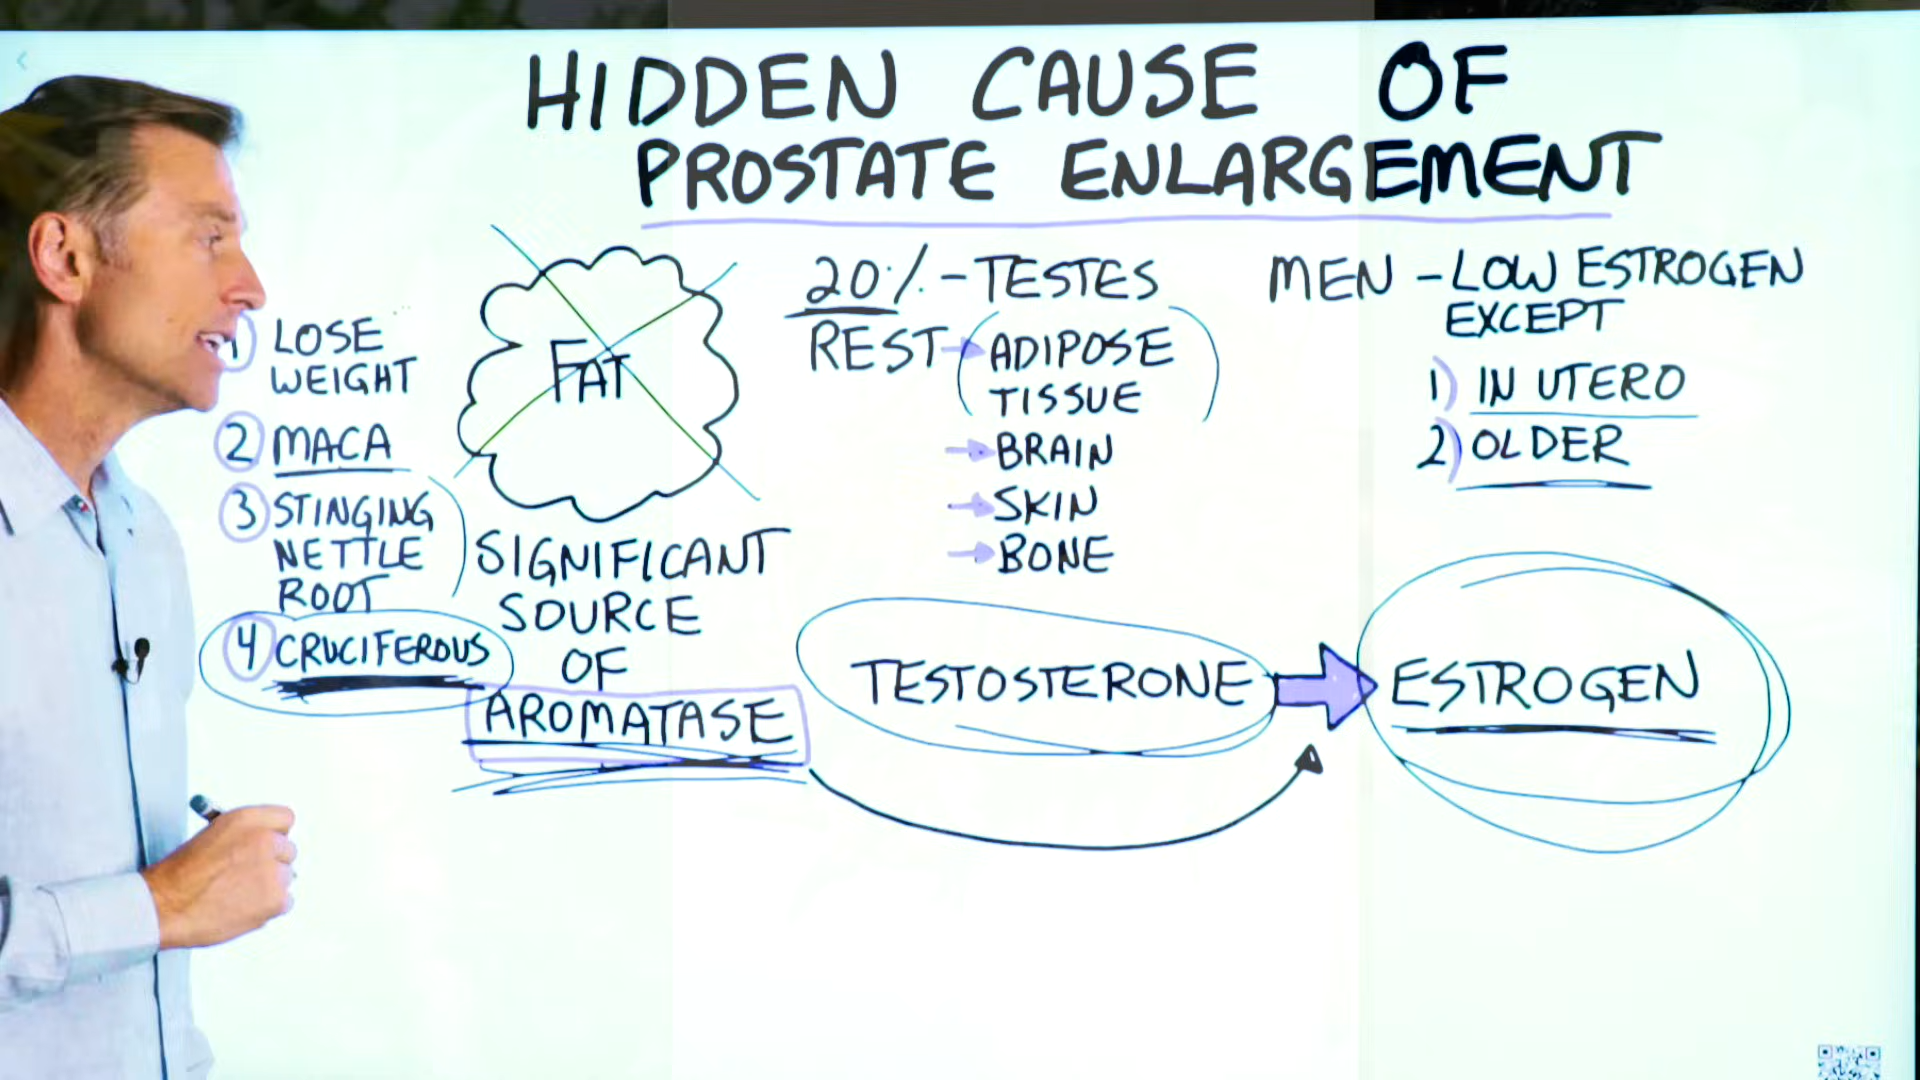 HIDDEN CAUSE OF
PROSTATE ENLARGEMENT
1) LOSE
WEIGHT
2) MACA
3) STINGING
NETTLE
ROOT
4) CRUCIFEROUS
FAT
SIGNIFICANT
SOURCE
OF
AROMATASE
20% - TESTES
REST → (ADIPOSE
TISSUE)
→ BRAIN
→ SKIN
→ BONE
MEN - LOW ESTROGEN
EXCEPT
1) IN UTERO
2) OLDER
TESTOSTERONE → ESTROGEN